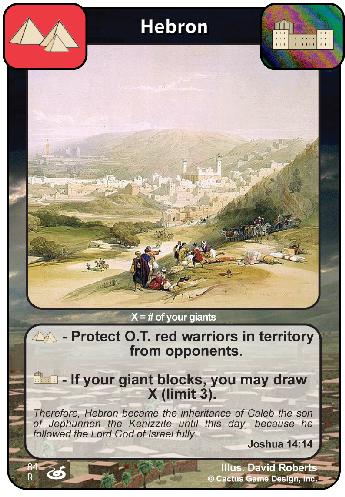 Hebron
X = # of your giants
- Protect O.T. red warriors in territory
from opponents.
- If your giant blocks, you may draw
X (limit 3).
Therefore, Hebron became the inheritance of Caleb the son
of Jephunneh the Kenizzite until this day, because he
followed the Lord God of Israel fully.
Joshua 14:14
84
R
Illus. David Roberts
© Cactus Game Design, Inc.